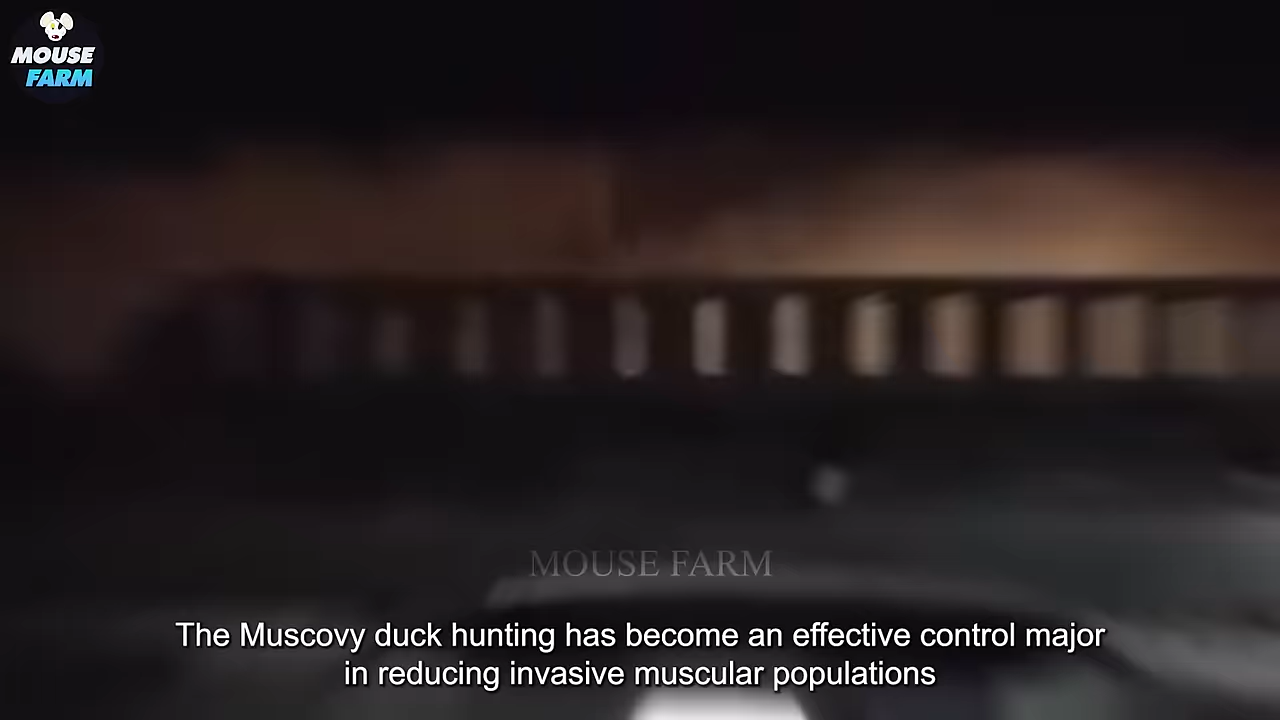 MOUSE
FARM
MOUSE FARM
The Muscovy duck hunting has become an effective control major
in reducing invasive muscular populations